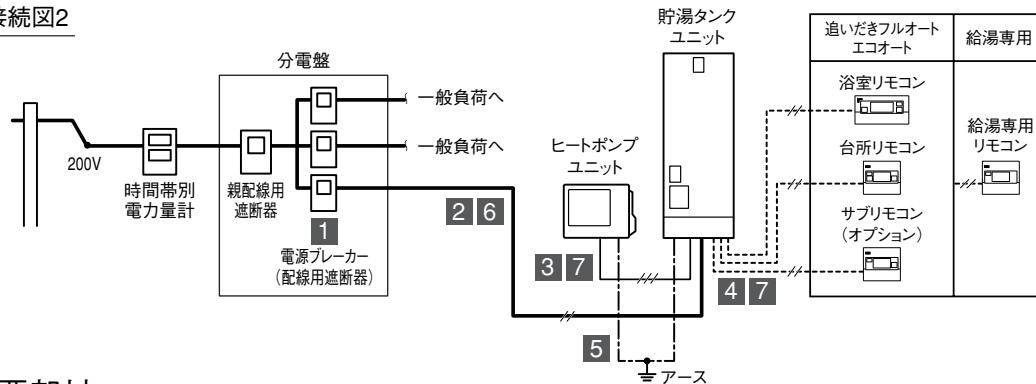 接続図2
分電盤
一般負荷へ
一般負荷へ
200V
時間帯別
電力量計
親配線用
遮断器
1
電源ブレーカー
(配線用遮断器)
2 6
ヒートポンプ
ユニット
3 7
貯湯タンク
ユニット
4 7
5
アース
追いだきフルオート
エコオート
給湯専用
浴室リモコン
台所リモコン
サブリモコン
(オプション)
給湯専用
リモコン